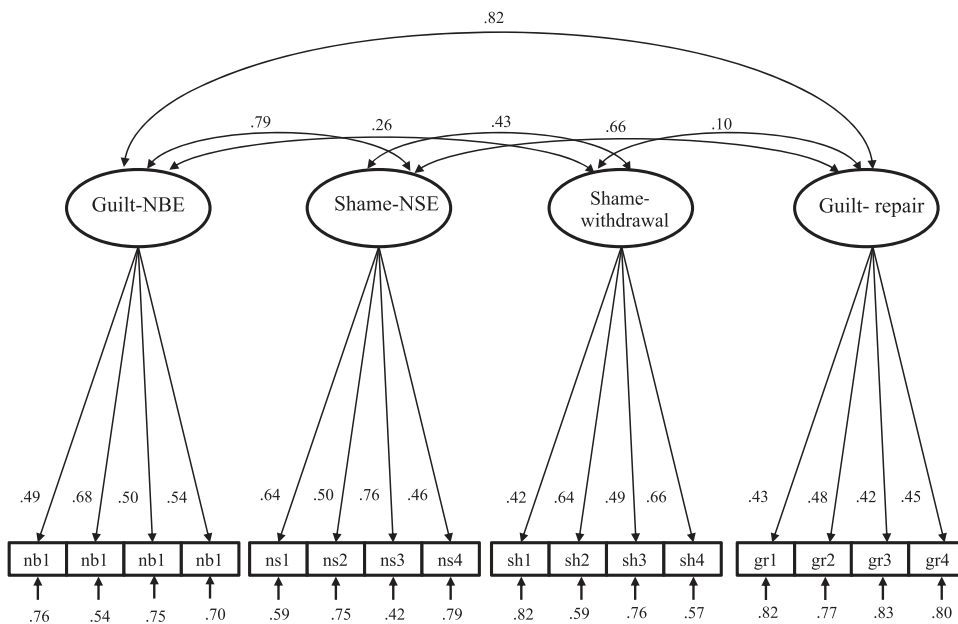 .82
.79 .26 .43 .66 .10
Guilt-NBE Shame-NSE Shame-
withdrawal Guilt- repair
.49 .68 .50 .54 .64 .50 .76 .46 .42 .64 .49 .66 .43 .48 .42 .45
nb1 nb1 nb1 nb1 ns1 ns2 ns3 ns4 sh1 sh2 sh3 sh4 gr1 gr2 gr3 gr4
.76 .54 .75 .70 .59 .75 .42 .79 .82 .59 .76 .57 .82 .77 .83 .80